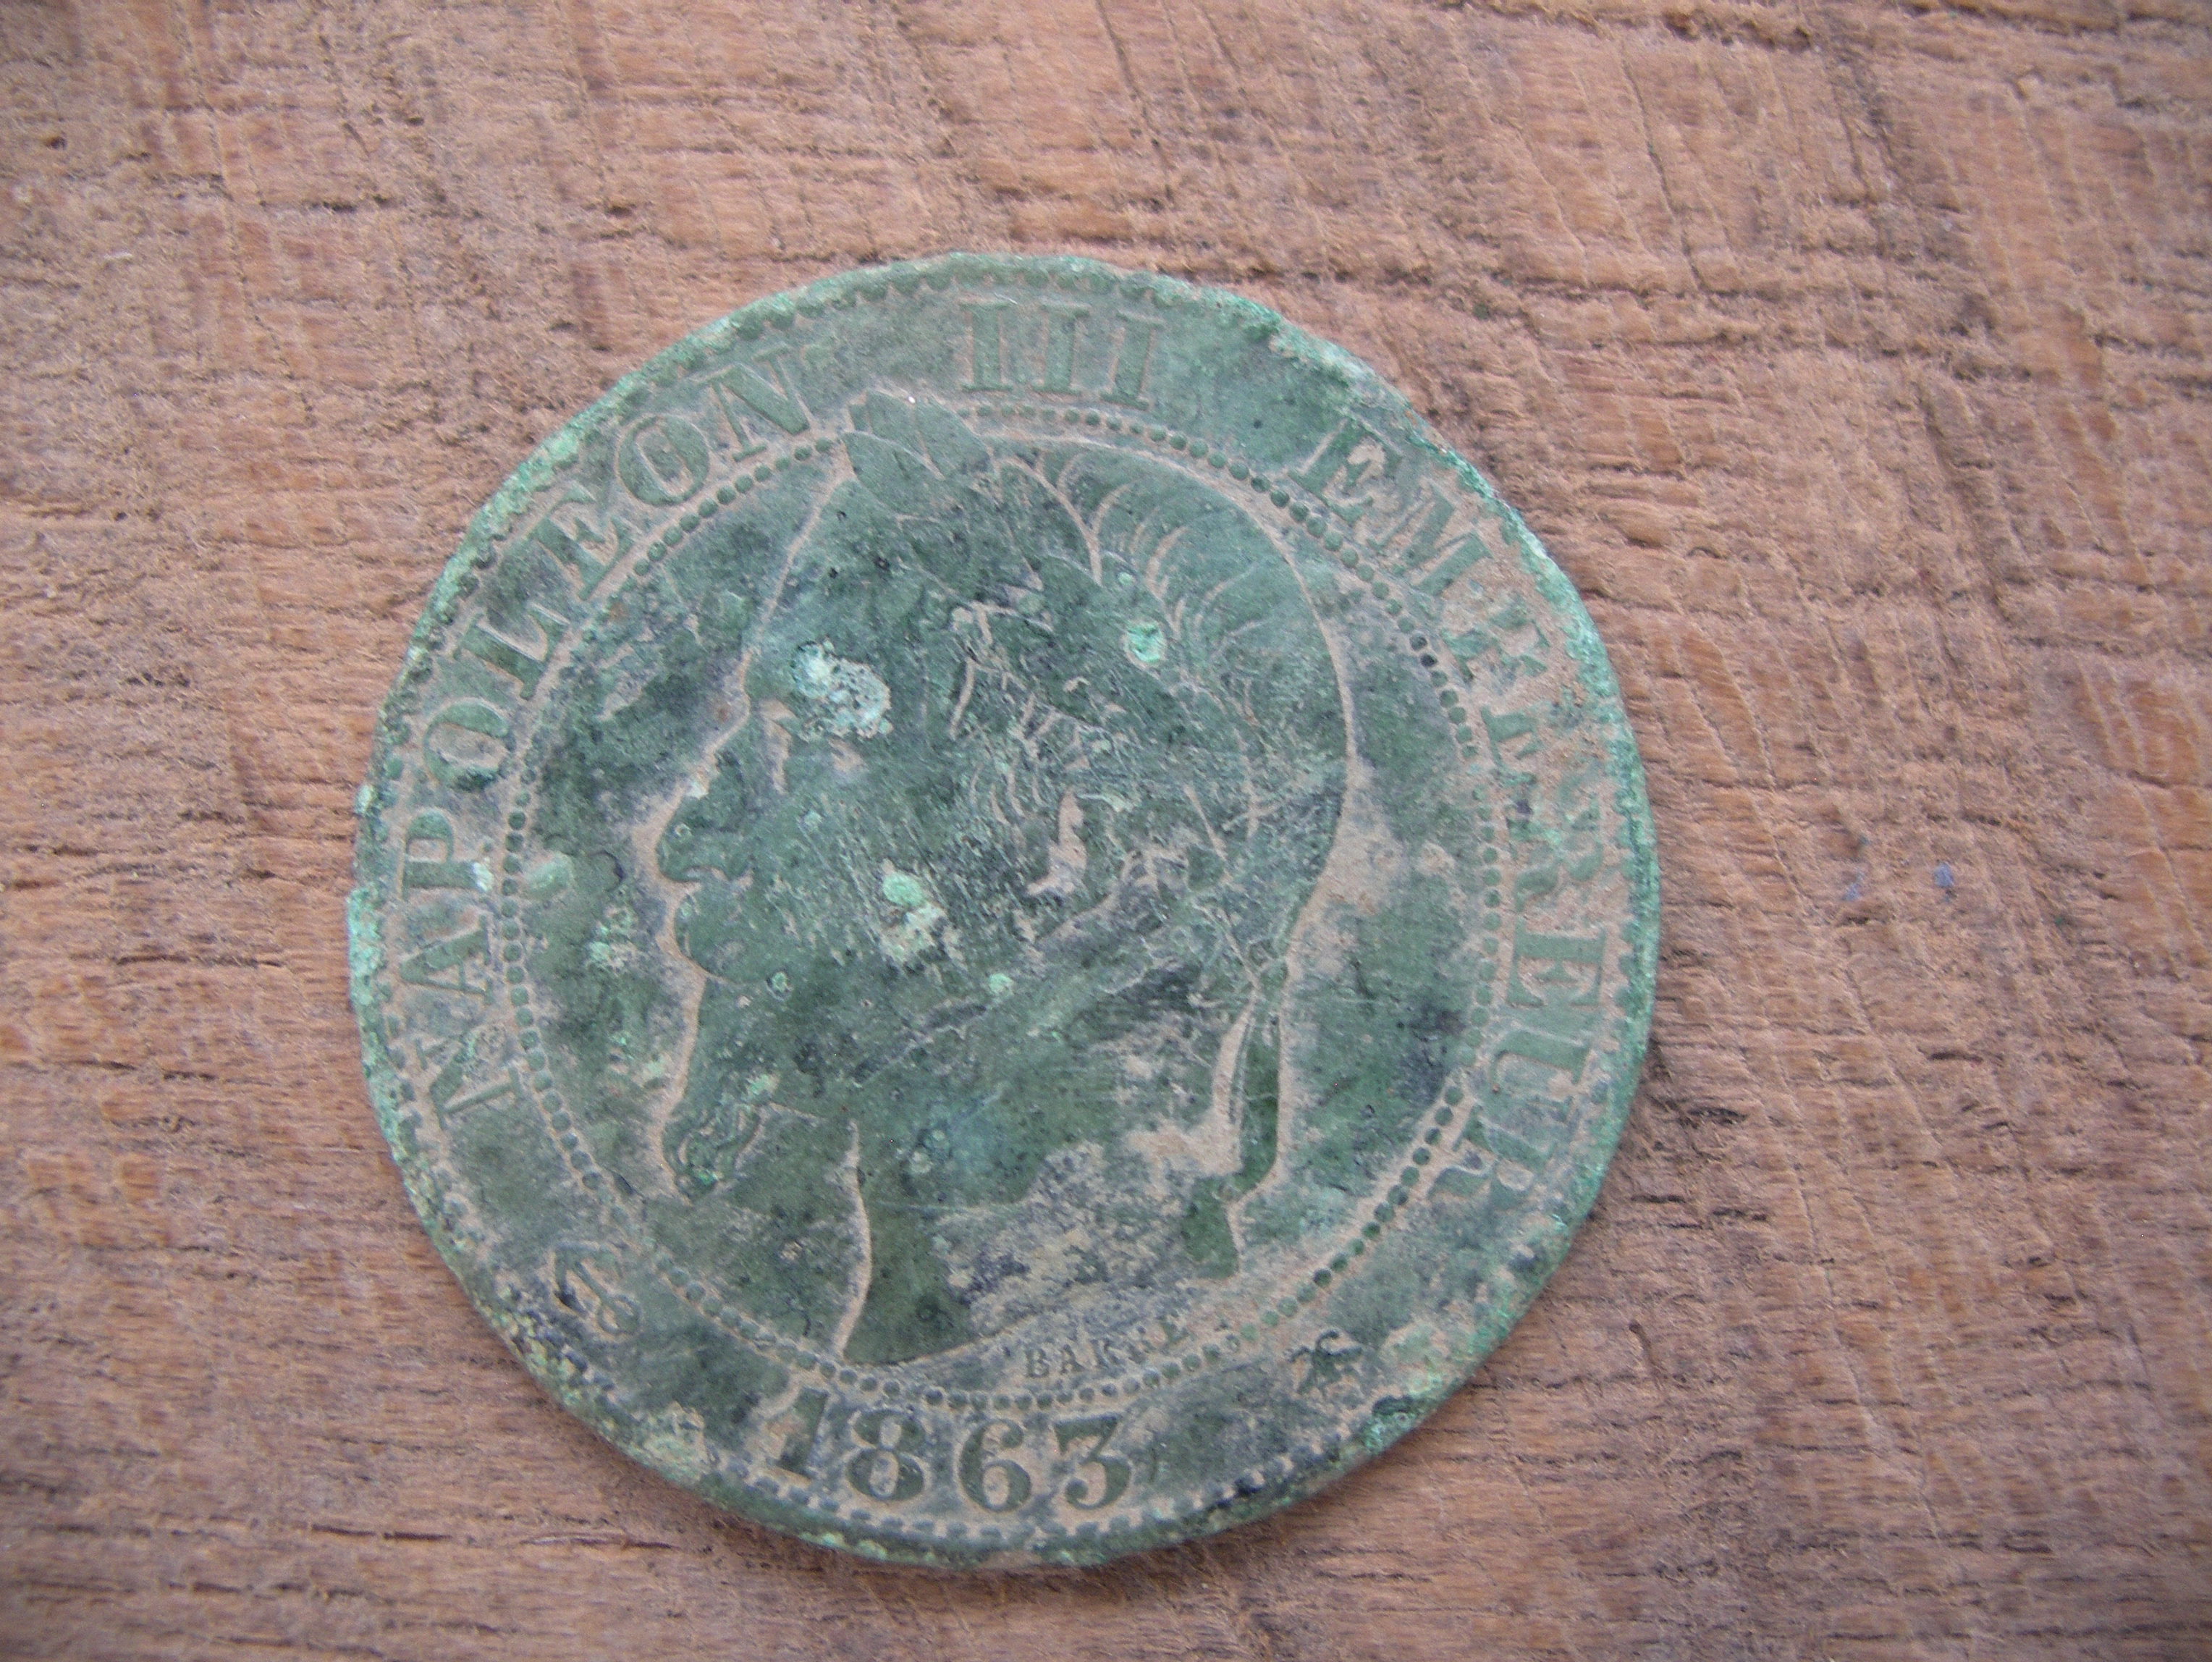 NAPOLEON III EMPEREUR
BARRE
1863